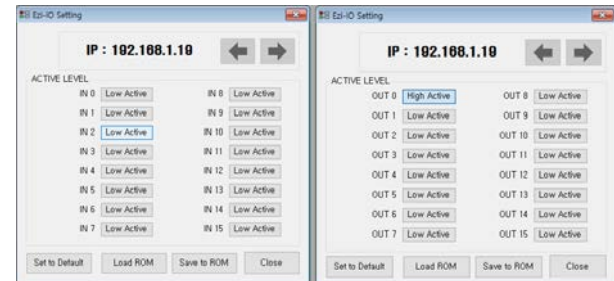 Ezi-IO Setting
IP : 192.168.1.19
ACTIVE LEVEL
IN 0 Low Active IN 8 Low Active
IN 1 Low Active IN 9 Low Active
IN 2 Low Active IN 10 Low Active
IN 3 Low Active IN 11 Low Active
IN 4 Low Active IN 12 Low Active
IN 5 Low Active IN 13 Low Active
IN 6 Low Active IN 14 Low Active
IN 7 Low Active IN 15 Low Active
Set to Default Load ROM Save to ROM Close
Ezi-IO Setting
IP : 192.168.1.19
ACTIVE LEVEL
OUT 0 High Active OUT 8 Low Active
OUT 1 Low Active OUT 9 Low Active
OUT 2 Low Active OUT 10 Low Active
OUT 3 Low Active OUT 11 Low Active
OUT 4 Low Active OUT 12 Low Active
OUT 5 Low Active OUT 13 Low Active
OUT 6 Low Active OUT 14 Low Active
OUT 7 Low Active OUT 15 Low Active
Set to Default Load ROM Save to ROM Close